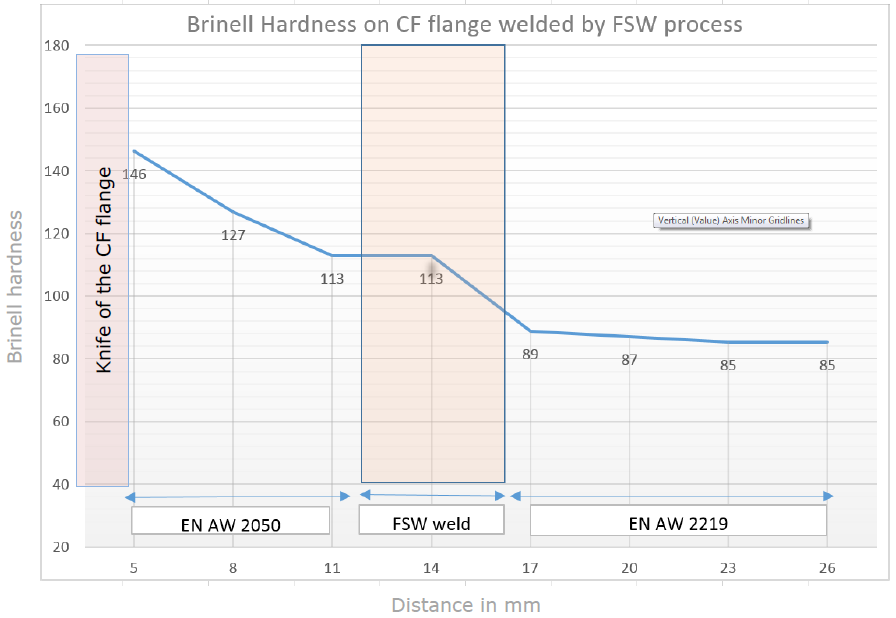 Brinell Hardness on CF flange welded by FSW process
180
160
140
120
100
80
60
40
20
Brinell hardness
Knife of the CF flange
146
127
113
113
89
87
85
85
Vertical (Value) Axis Minor Gridlines
EN AW 2050
FSW weld
EN AW 2219
5 8 11 14 17 20 23 26
Distance in mm